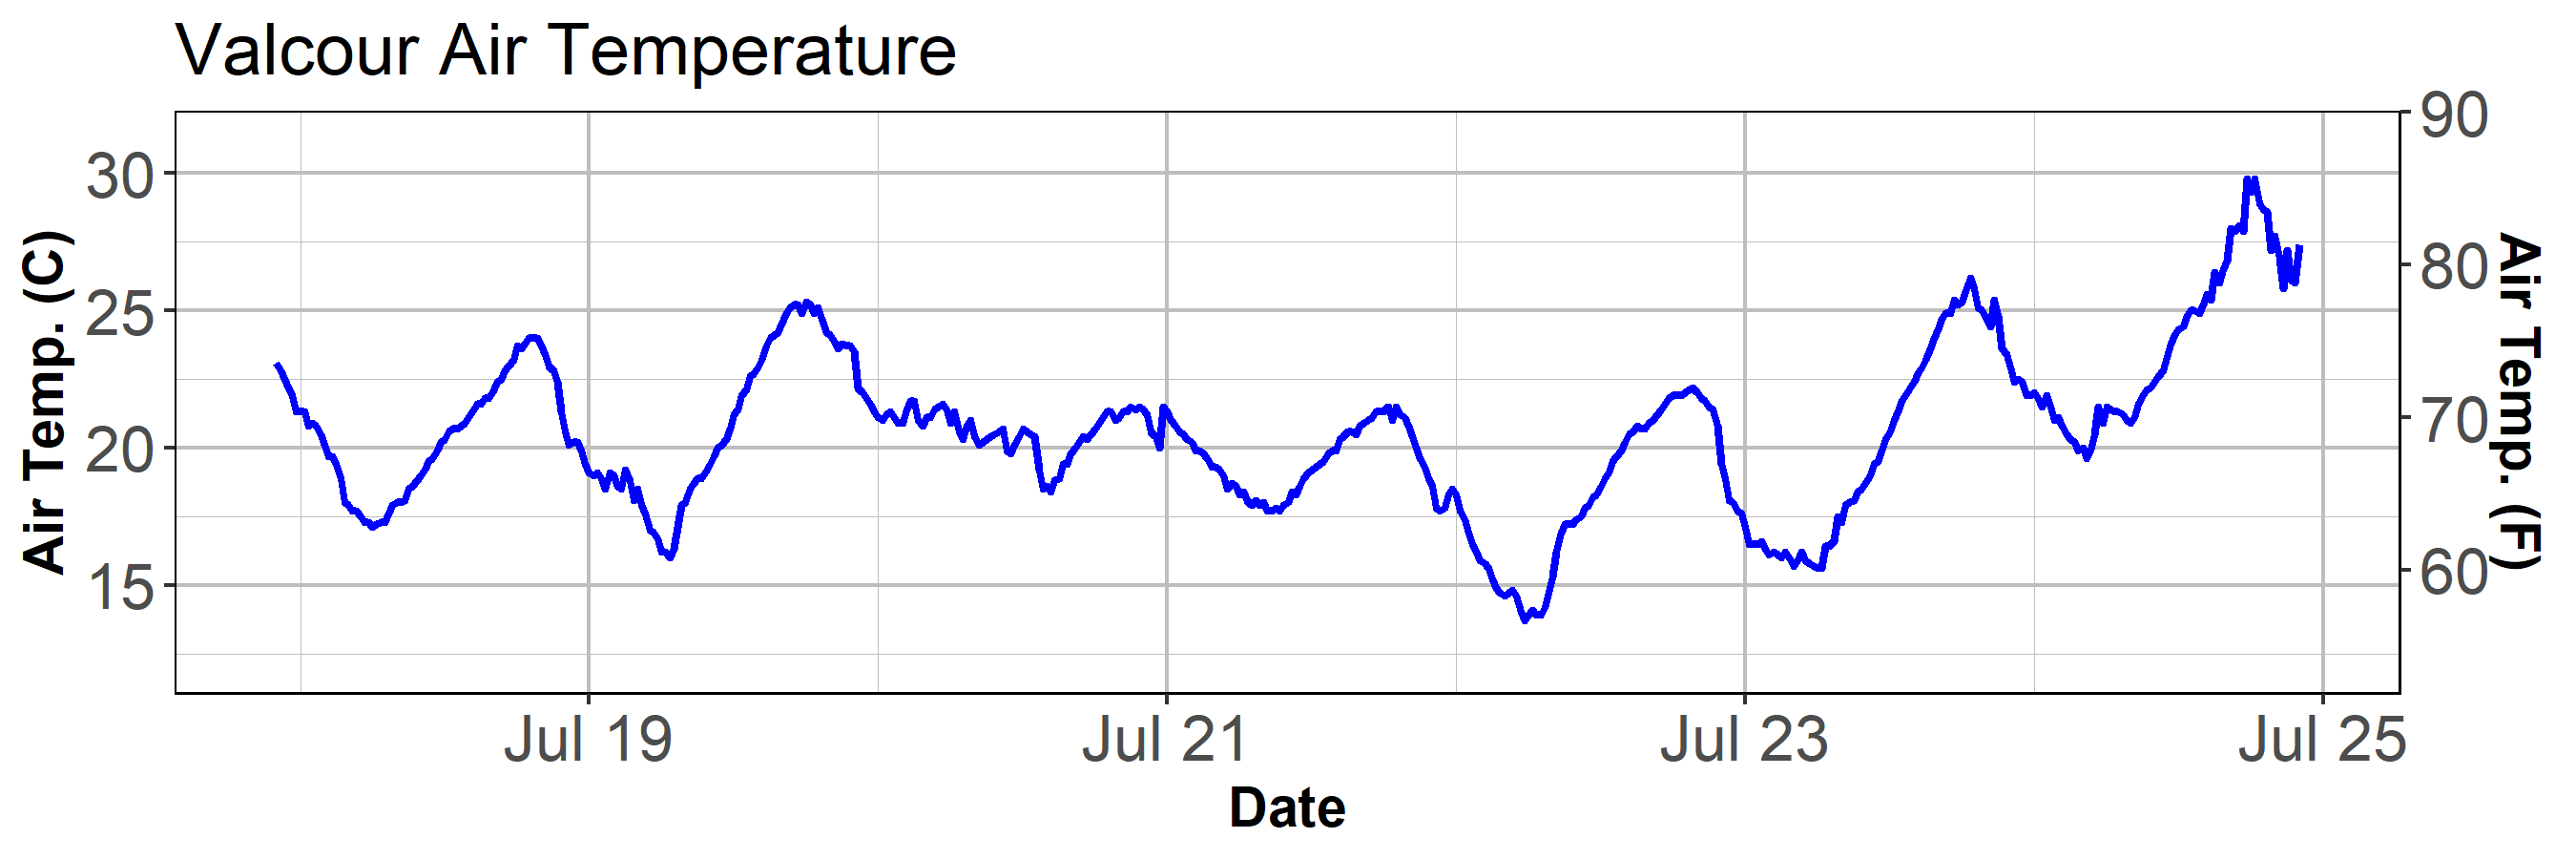 Valcour Air Temperature
Air Temp. (C)
30
25
20
15
90
80
70
60
Air Temp. (F)
Jul 19
Jul 21
Jul 23
Jul 25
Date